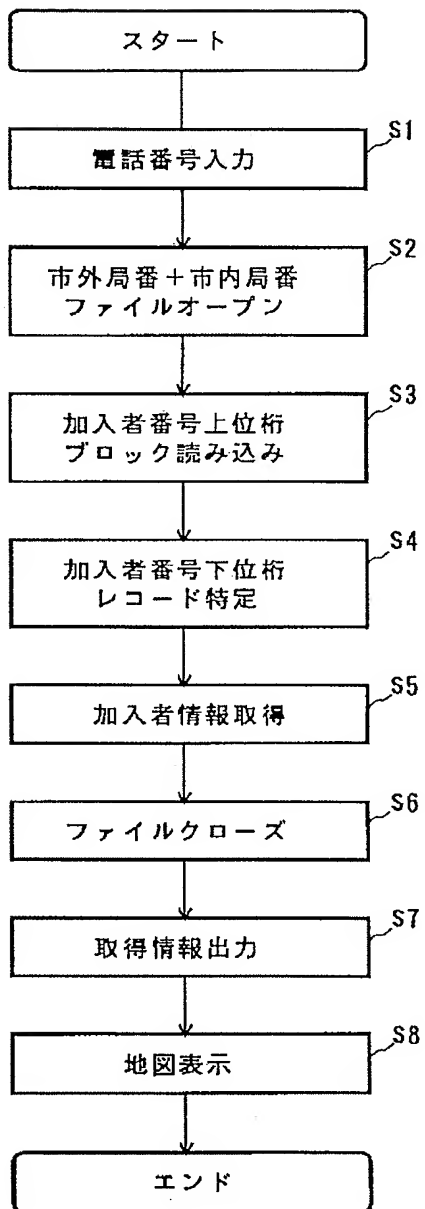 スタート
S1
電話番号入力
S2
市外局番+市内局番
ファイルオープン
S3
加入者番号上位桁
ブロック読み込み
S4
加入者番号下位桁
レコード特定
S5
加入者情報取得
S6
ファイルクローズ
S7
取得情報出力
S8
地図表示
エンド